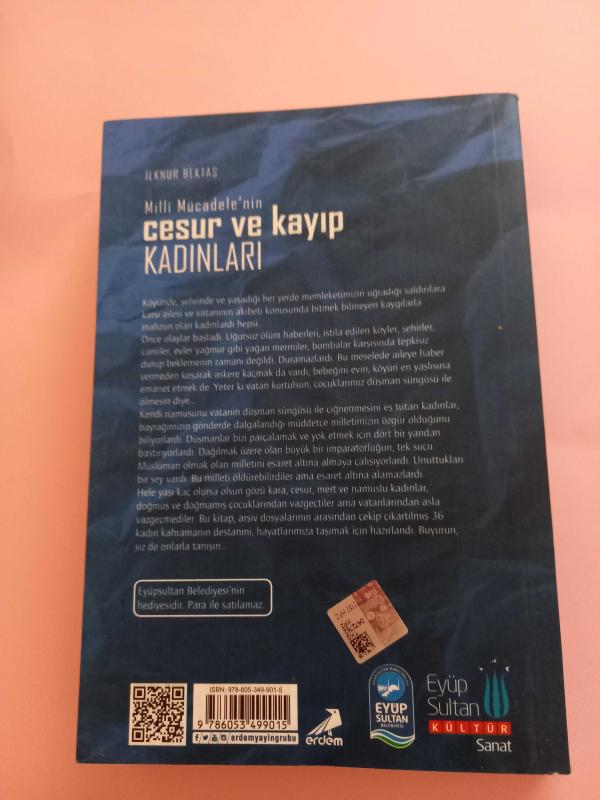 İLKNUR BEKTAŞ
Milli Mücadele'nin
cesur ve kayıp
KADINLARI
Köyünde, şehrinde ve yaşadığı her yerde memleketimizin uğradığı saldırılara
karşı ailesi ve vatanının akıbeti konusunda bitmek bilmeyen kaygılarla
mahzun olan kadınlardı hepsi.
Önce olaylar başladı. Uğursuz ölüm haberleri, istila edilen köyler, şehirler,
camiler, evler yağmur gibi yağan mermiler, bombalar karşısında tepkisiz
durup beklemenin zamanı değildi. Duramazlardı. Bu meselede aileye haber
vermeden koşarak askere kaçmak da vardı, bebeğini evin, köyün en yaşlısına
emanet etmek de. Yeter ki vatan kurtulsun, çocuklarımız düşman süngüsü ile
ölmesin diye...
Kendi namusunu vatanın düşman süngüsü ile çiğnenmesini eş tutan kadınlar,
bayrağımızın gönderde dalgalandığı müddetce milletimizin özgür olduğunu
biliyorlardı. Düşmanlar bizi parçalamak ve yok etmek için dört bir yandan
bastırıyorlardı. Dağılmak üzere olan büyük bir imparatorluğun, tek suçu
Müslüman olmak olan milletini esaret altına almaya çalışıyorlardı. Unuttukları
bir şey vardı. Bu milleti öldürebilirdiler ama esaret altına alamazlardı.
Hele yaşı kaç olursa olsun gözü kara, cesur, mert ve namuslu kadınlar,
doğmuş ve doğmamış çocuklarından vazgeçtiler ama vatanlarından asla
vazgeçmediler. Bu kitap, arşiv dosyalarının arasından çekip çıkartılmış 36
kadın kahramanın destanını, hayatlarımıza taşımak için hazırlandı. Buyurun,
siz de onlarla tanışın...
Eyüpsultan Belediyesi'nin
hediyesidir. Para ile satılamaz.
ISBN: 978-605-349-901-5
9 786053 499015
erdemyayingrubu
erdem
EYÜP
SULTAN
BELEDİYESİ
Eyüp
Sultan
KÜLTÜR
Sanat